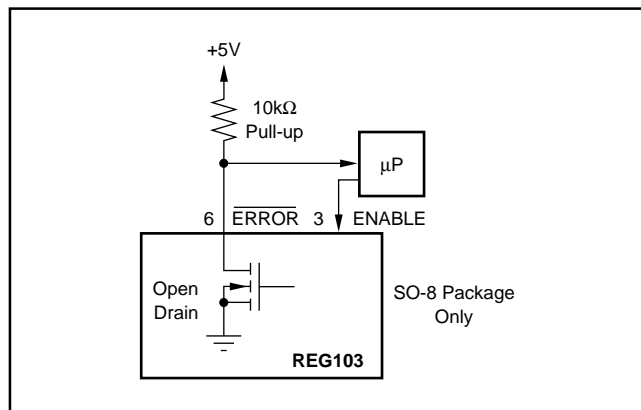 +5V
10kΩ
Pull-up
µP
6 ERROR 3 ENABLE
Open
Drain
SO-8 Package
Only
REG103